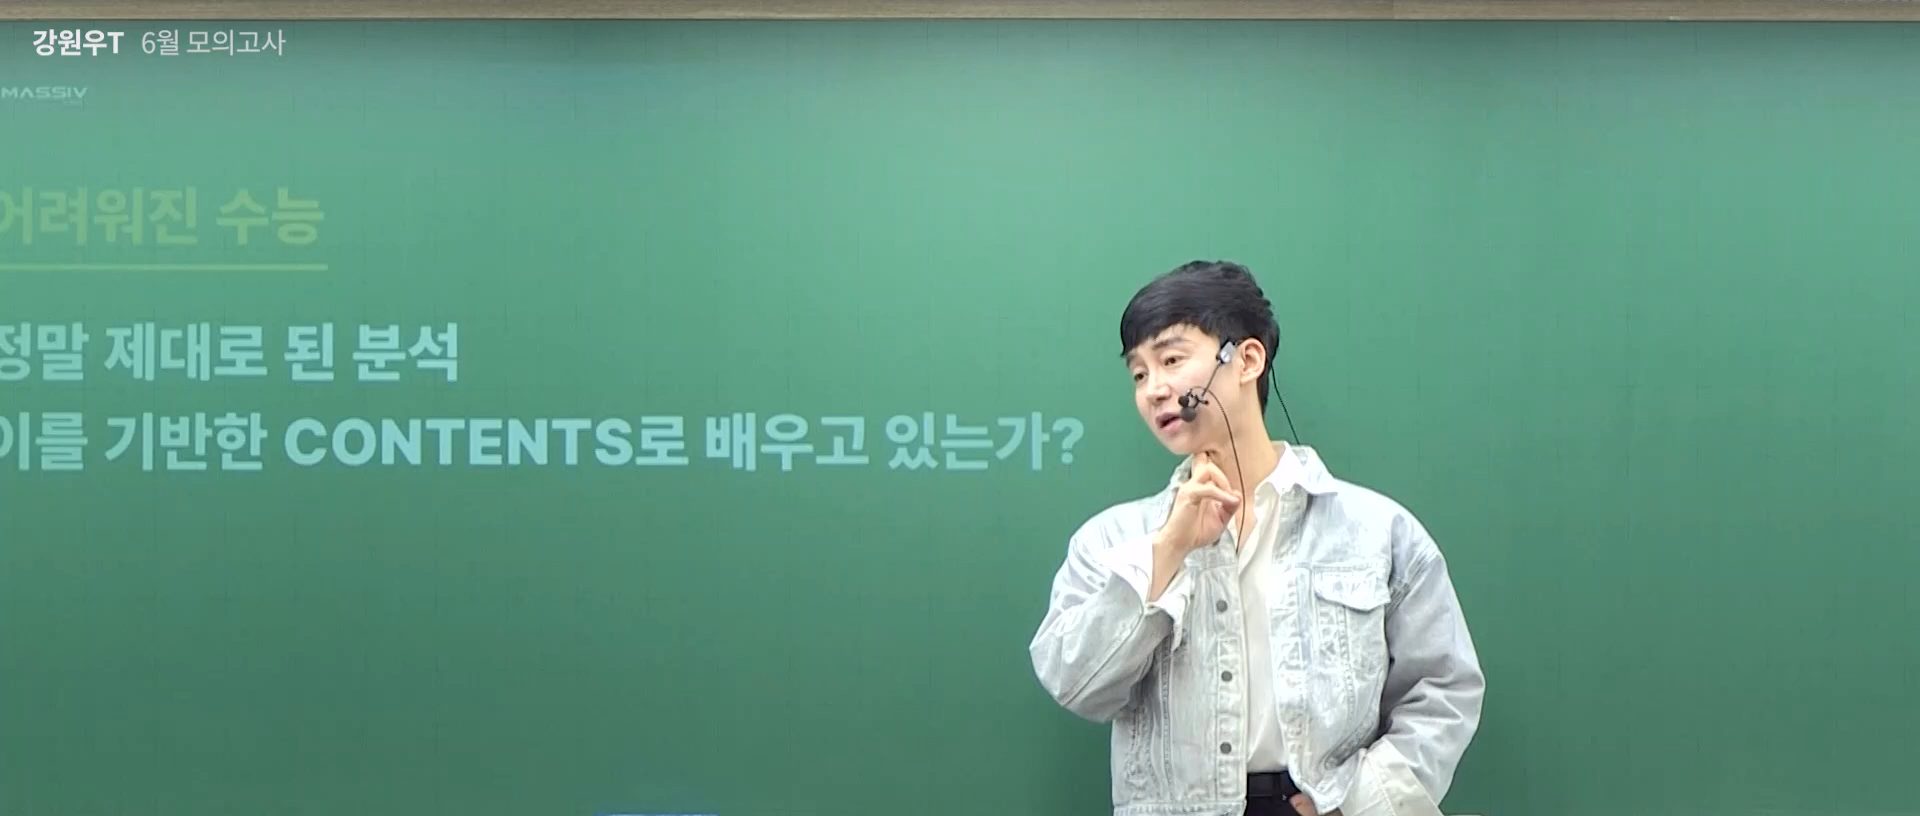 강원우T 6월 모의고사
MASSIV
어려워진 수능
정말 제대로 된 분석
이를 기반한 CONTENTS로 배우고 있는가?